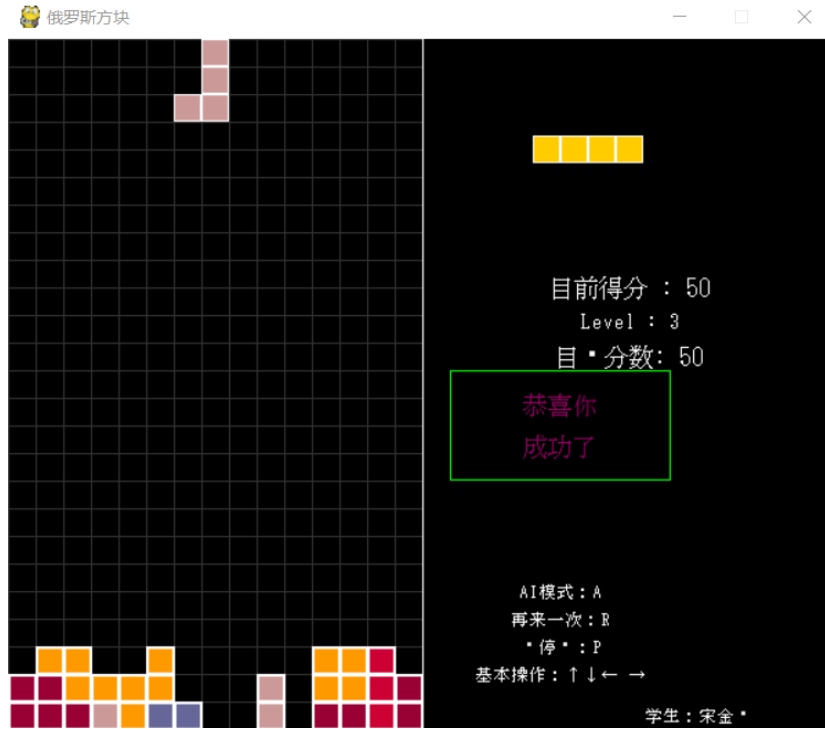 俄罗斯方块
目前得分 : 50
Level : 3
目▪分数: 50
恭喜你
成功了
AI模式：A
再来一次：R
▪停▪：P
基本操作：↑↓← →
学生：宋金▪